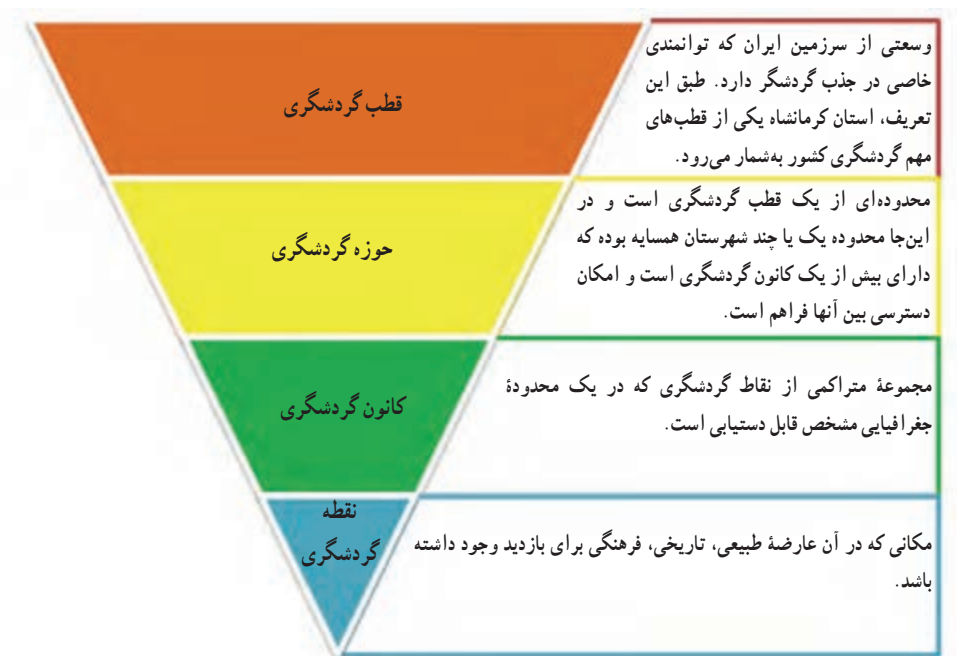 قطب گردشگری
وسعتی از سرزمین ایران که توانمندی
خاصی در جذب گردشگر دارد. طبق این
تعریف، استان کرمانشاه یکی از قطب‌های
مهم گردشگری کشور به‌شمار می‌رود.
حوزه گردشگری
محدوده‌ای از یک قطب گردشگری است و در
این‌جا محدوده یک یا چند شهرستان همسایه بوده که
دارای بیش از یک کانون گردشگری است و امکان
دسترسی بین آنها فراهم است.
کانون گردشگری
مجموعهٔ متراکمی از نقاط گردشگری که در یک محدودهٔ
جغرافیایی مشخص قابل دستیابی است.
نقطه
گردشگری
مکانی که در آن عارضهٔ طبیعی، تاریخی، فرهنگی برای بازدید وجود داشته
باشد.